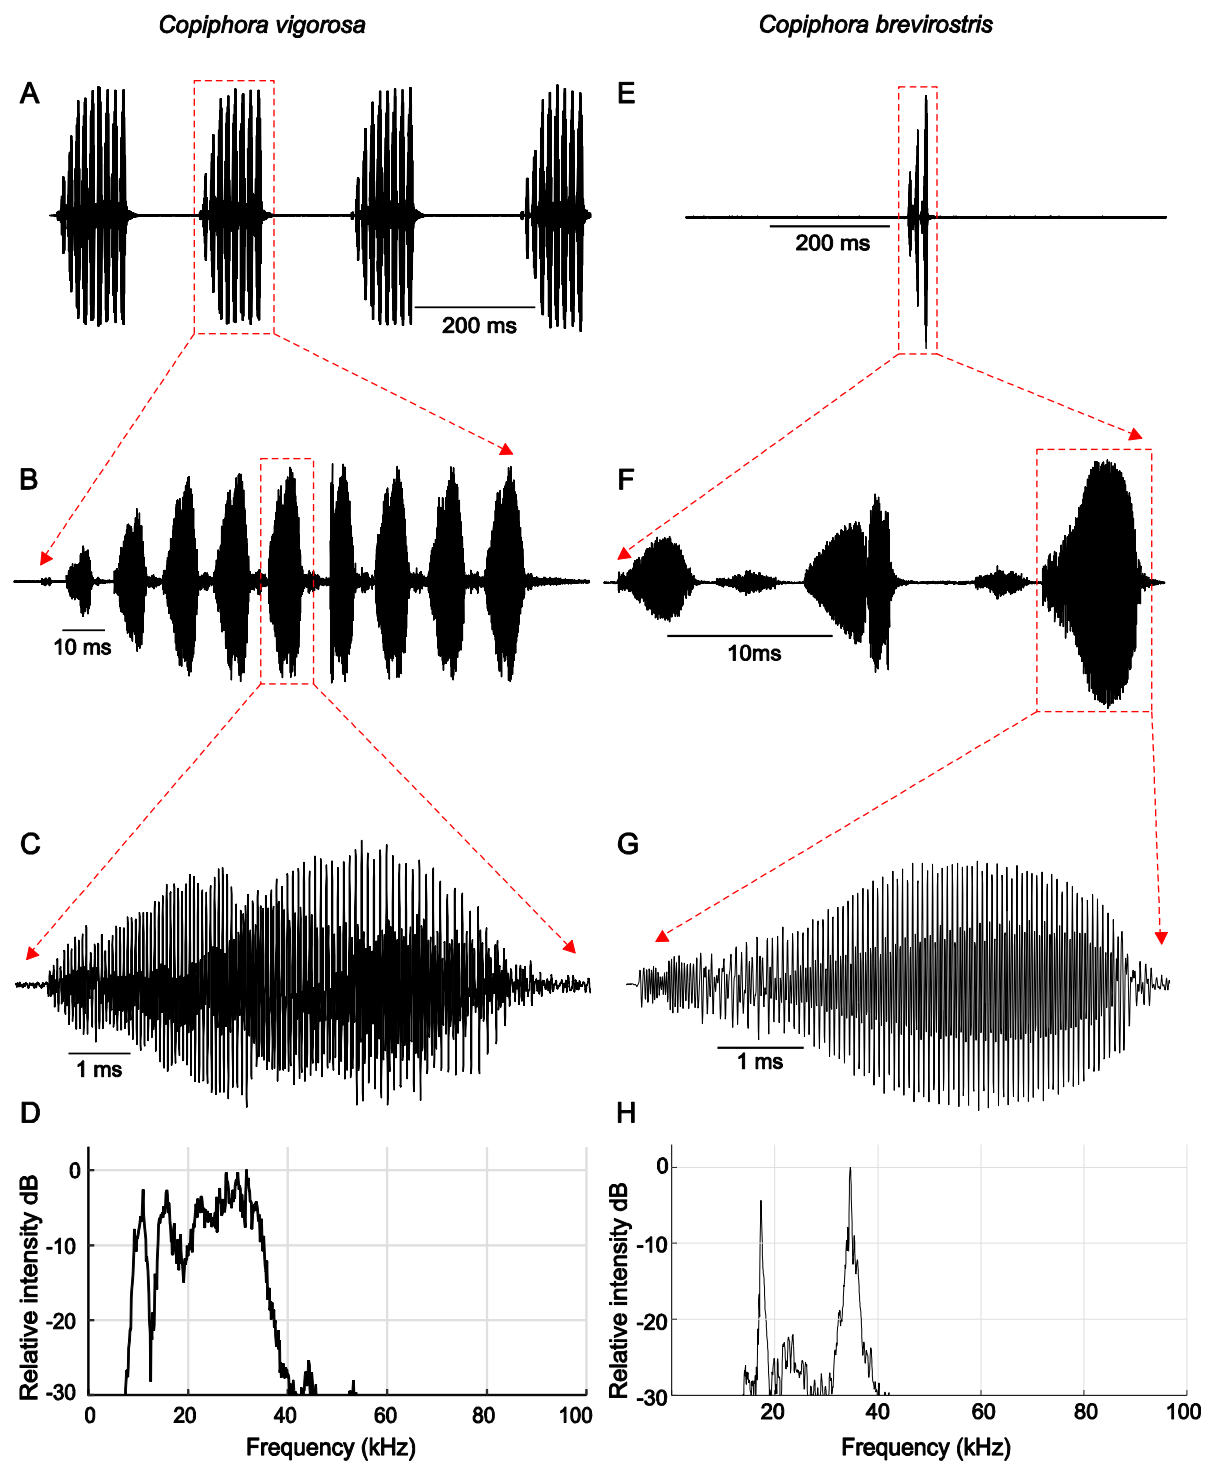 Copiphora vigorosa
Copiphora brevirostris
A
E
200 ms
200 ms
B
F
10 ms
10ms
C
G
1 ms
1 ms
D
H
Relative intensity dB
0
-10
-20
-30
0 20 40 60 80 100
Frequency (kHz)
Relative intensity dB
0
-10
-20
-30
20 40 60 80 100
Frequency (kHz)